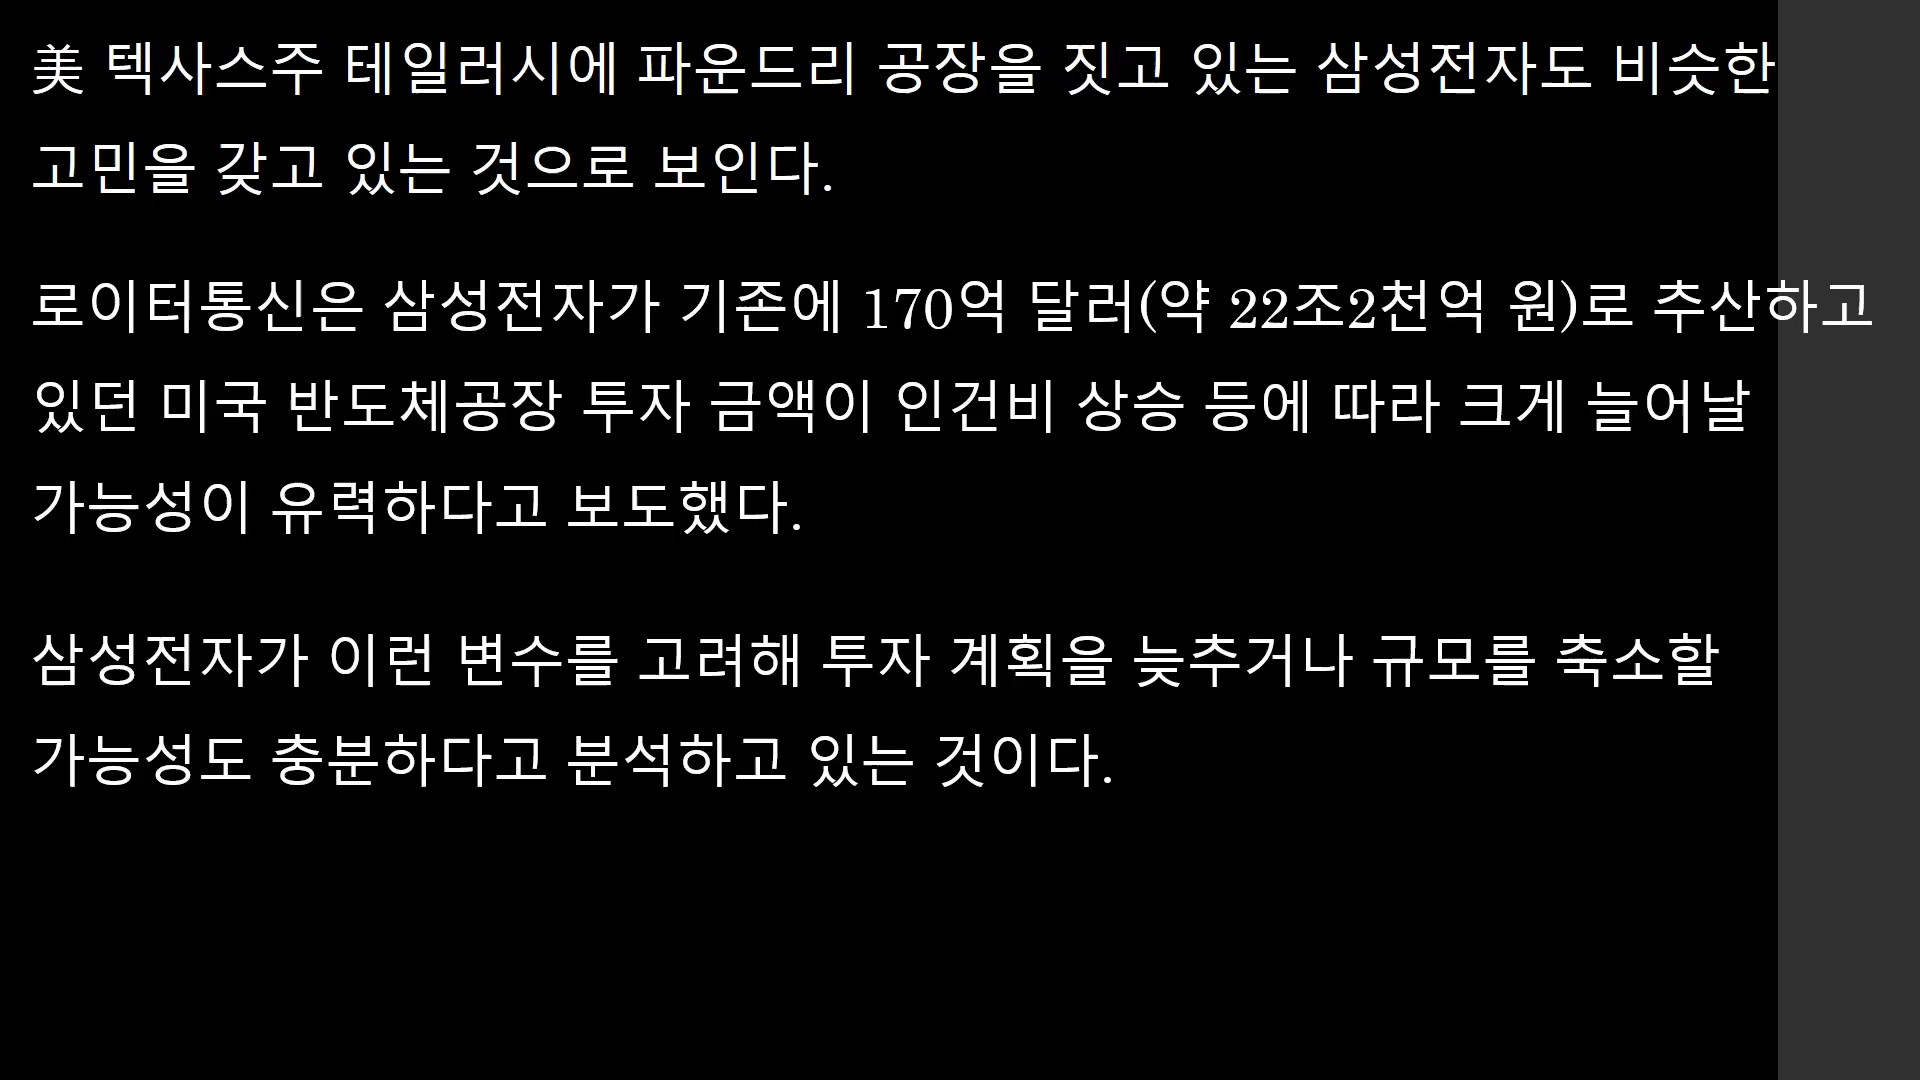 美 텍사스주 테일러시에 파운드리 공장을 짓고 있는 삼성전자도 비슷한
고민을 갖고 있는 것으로 보인다.
로이터통신은 삼성전자가 기존에 170억 달러(약 22조2천억 원)로 추산하고
있던 미국 반도체공장 투자 금액이 인건비 상승 등에 따라 크게 늘어날
가능성이 유력하다고 보도했다.
삼성전자가 이런 변수를 고려해 투자 계획을 늦추거나 규모를 축소할
가능성도 충분하다고 분석하고 있는 것이다.